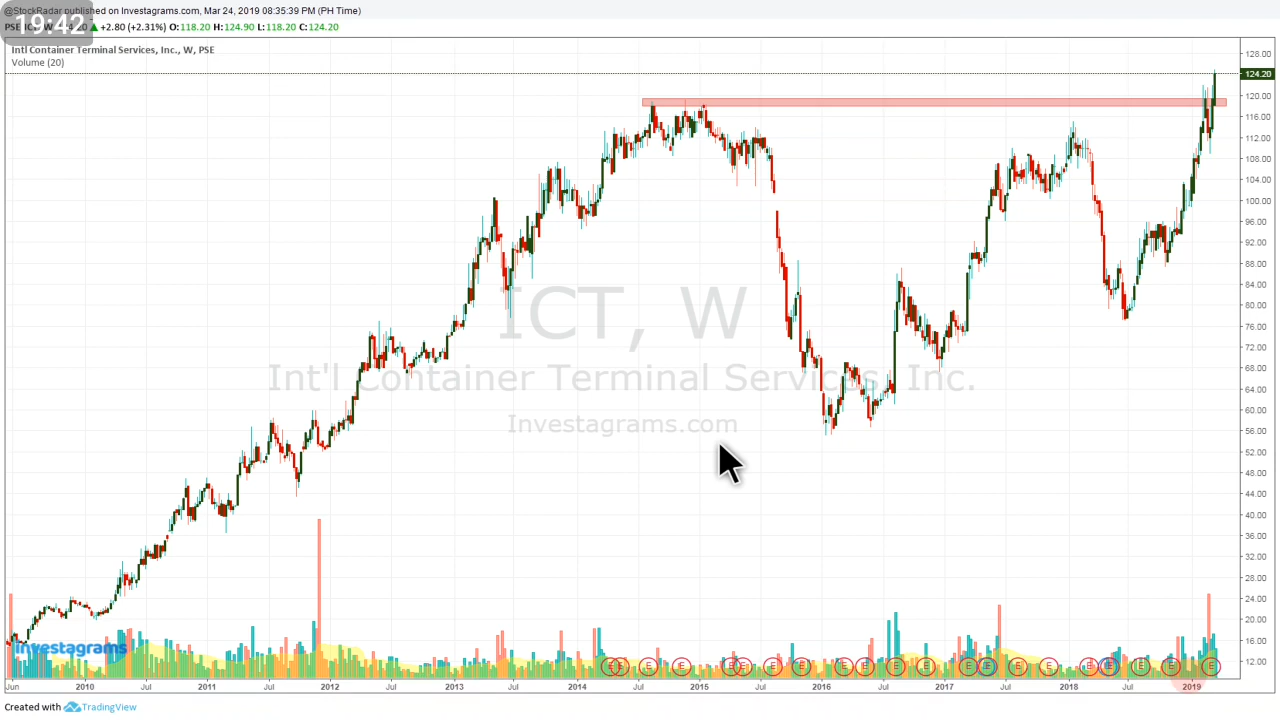 @StockRadar published on Investagrams.com, Mar 24, 2019 08:35:39 PM (PH Time)
19:42
+2.80 (+2.31%) O:118.20 H:124.90 L:118.20 C:124.20
Intl Container Terminal Services, Inc., W, PSE
Volume (20)
128.00
124.20
120.00
116.00
112.00
108.00
104.00
100.00
96.00
92.00
88.00
84.00
80.00
76.00
72.00
68.00
64.00
60.00
56.00
52.00
48.00
44.00
40.00
36.00
32.00
28.00
24.00
20.00
16.00
12.00
ICT, W
Int'l Container Terminal Services, Inc.
Investagrams.com
investagrams
E E E E E E E E E E E E E E E E E E E E E E E
Jun 2010 Jul 2011 Jul 2012 Jul 2013 Jul 2014 Jul 2015 Jul 2016 Jul 2017 Jul 2018 Jul 2019
Created with TradingView